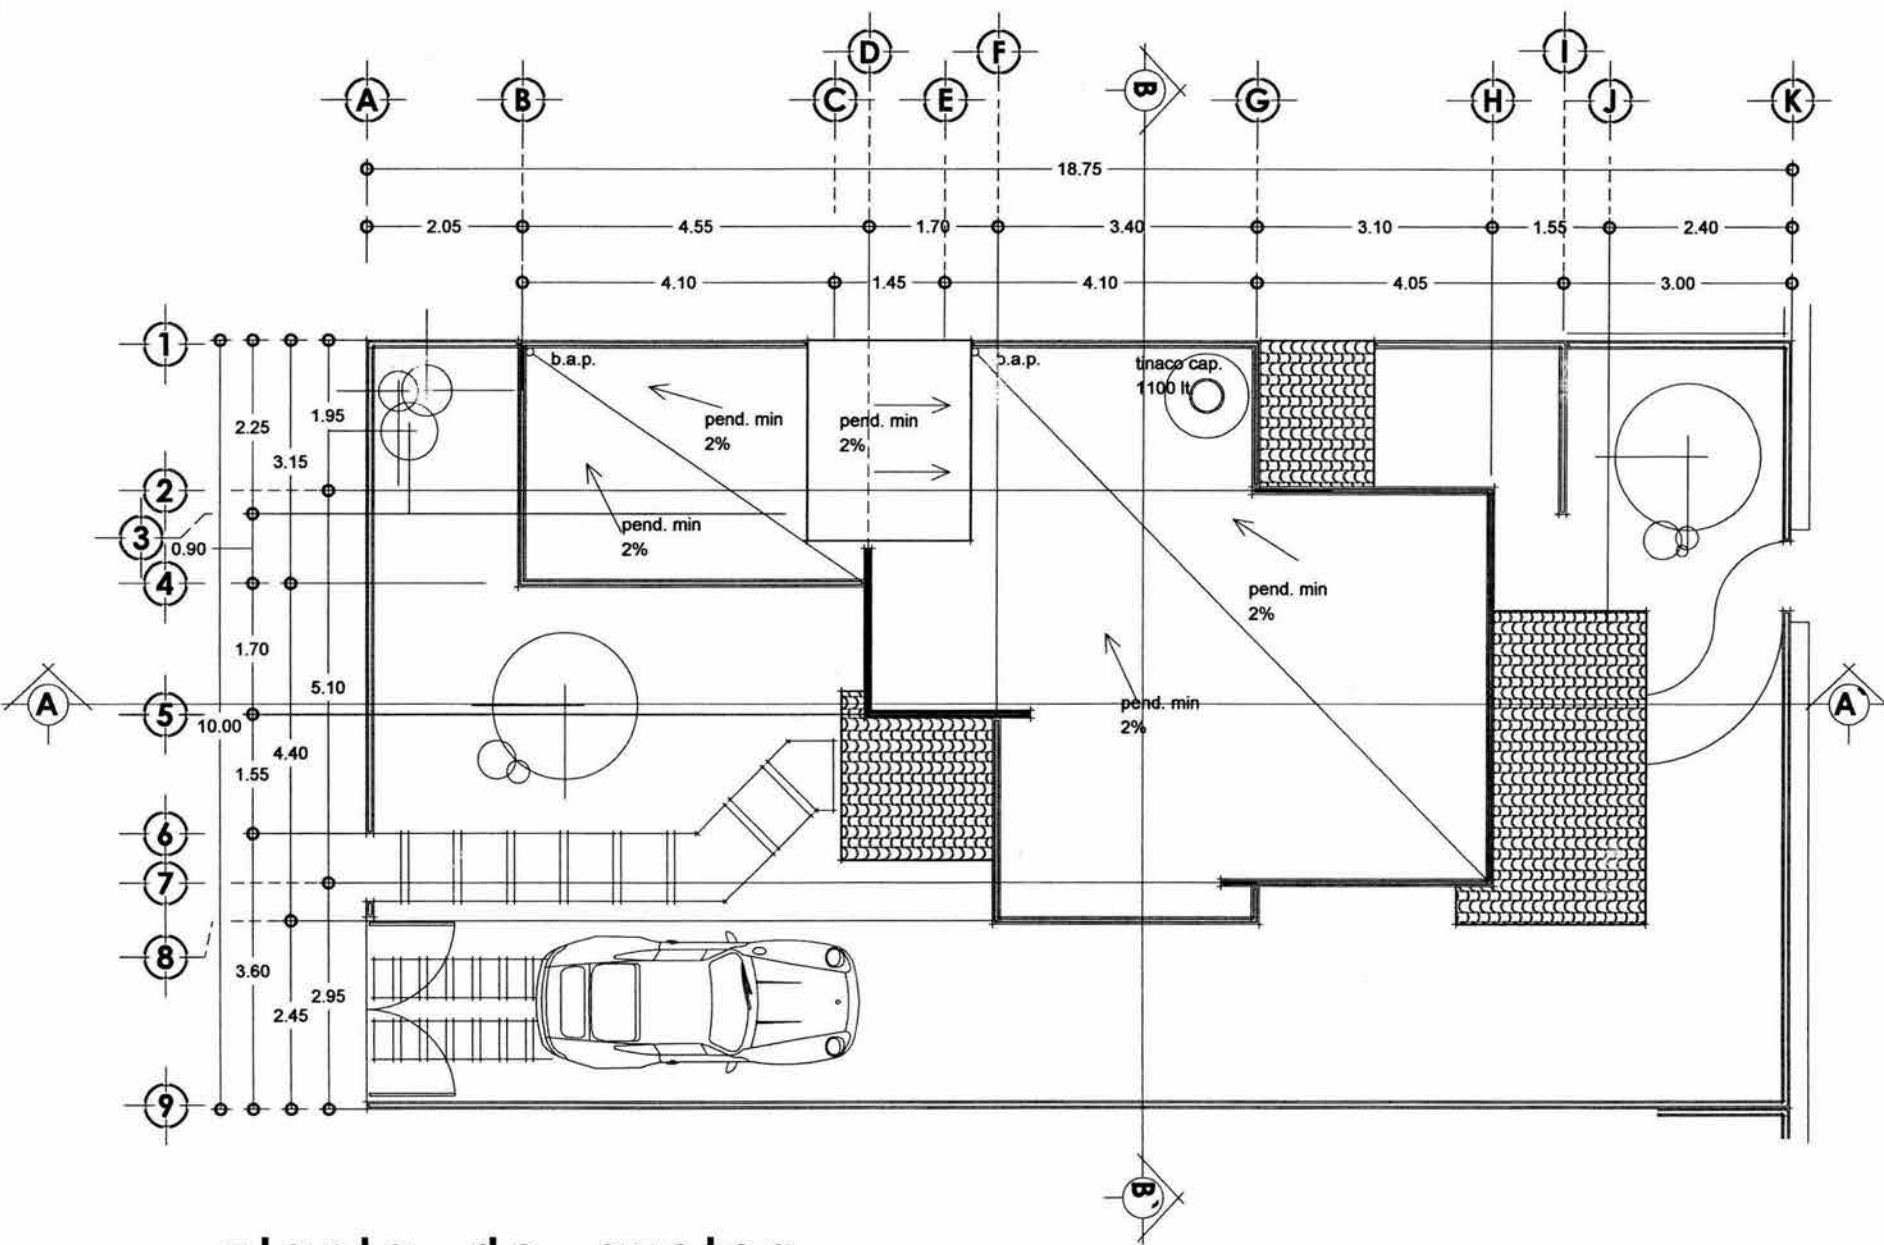 D F I
A B C E B G H J K
18.75
2.05 4.55 1.70 3.40 3.10 1.55 2.40
4.10 1.45 4.10 4.05 3.00
1
b.a.p. b.a.p. tinaco cap.
1100 lt.
pend. min
2%
pend. min
2%
2.25 1.95
3.15
2
3
0.90
pend. min
2%
4
pend. min
2%
1.70
5.10
A A`
5
pend. min
2%
10.00
4.40
1.55
6
7
8
3.60
2.95
2.45
9
B`